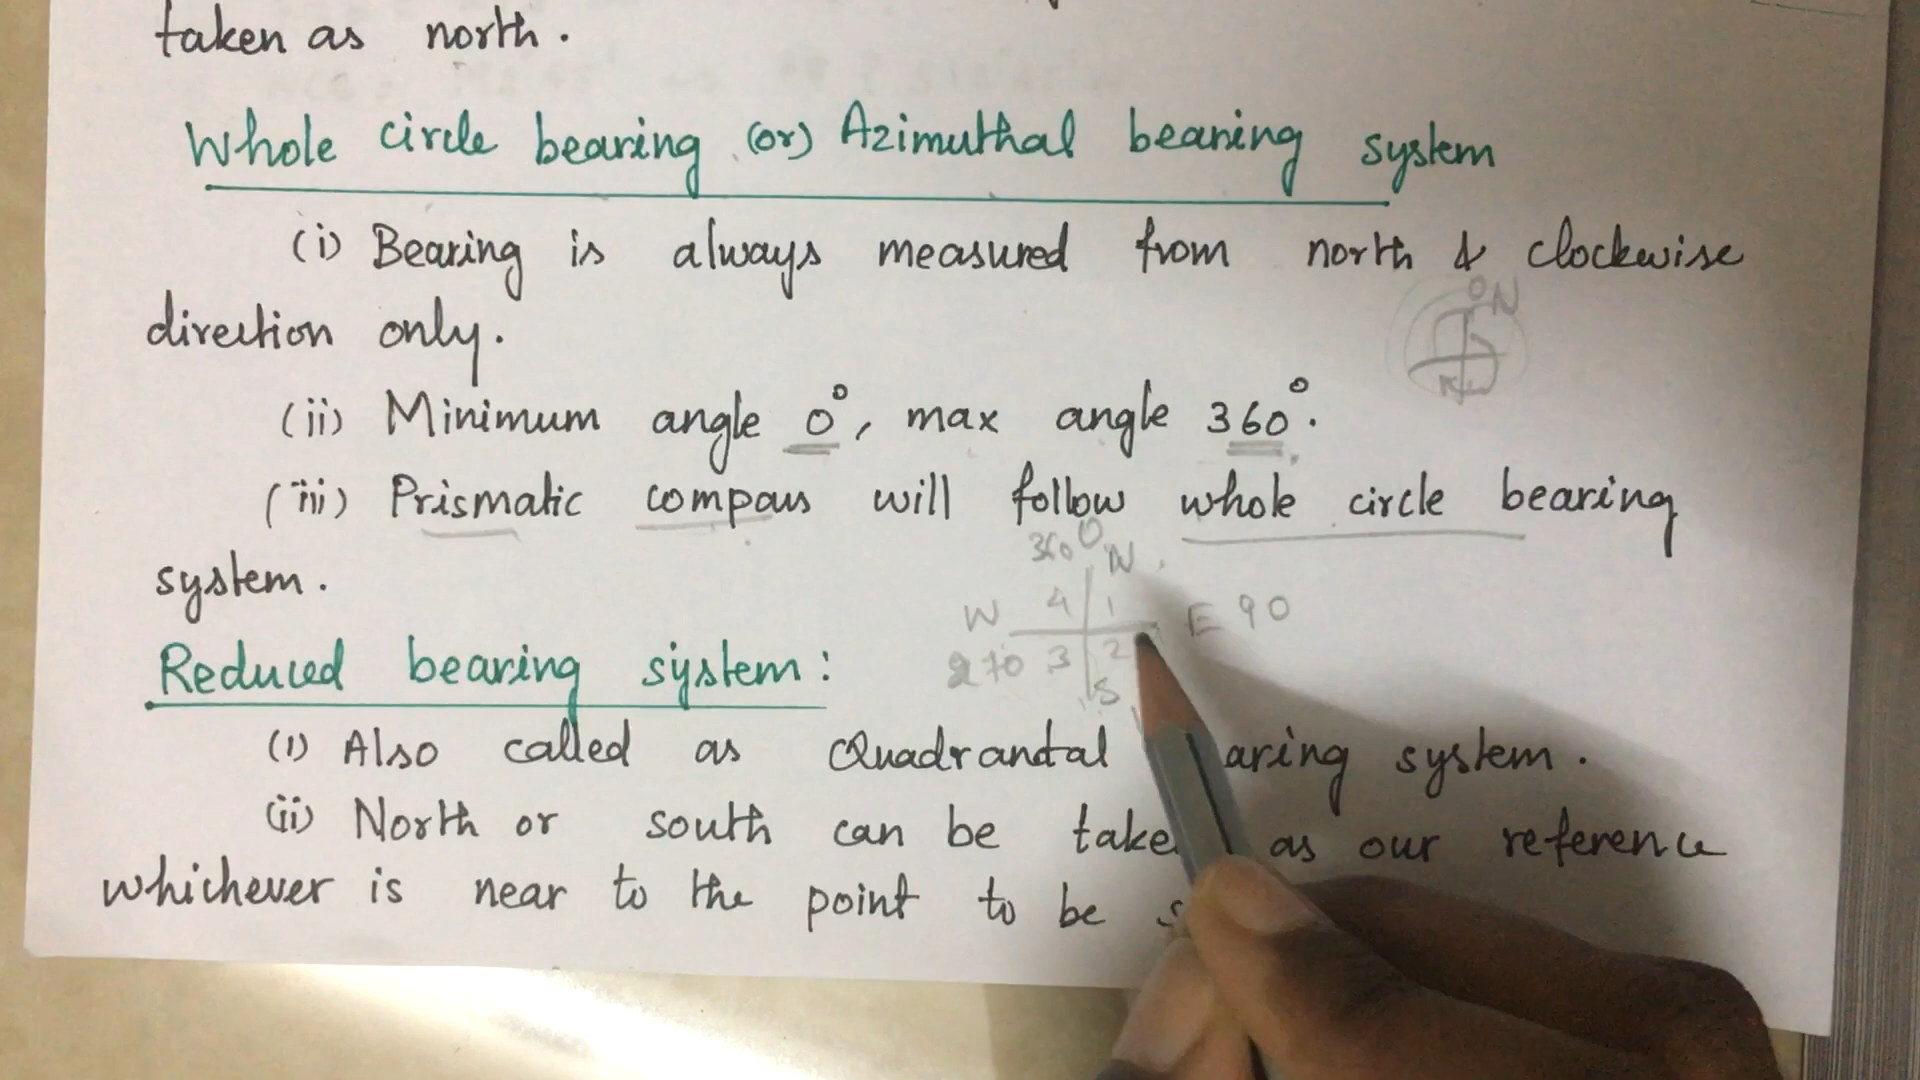 taken as north.
Whole circle bearing (or) Azimuthal bearing system
(i) Bearing is always measured from north & clockwise
direction only.
0 N
(ii) Minimum angle 0°, max angle 360°.
(iii) Prismatic compass will follow whole circle bearing
system.
360 0 N
W 4 1 E 90
270 3 2
S
Reduced bearing system:
(i) Also called as Quadrantal aring system.
(ii) North or south can be take as our reference
whichever is near to the point to be